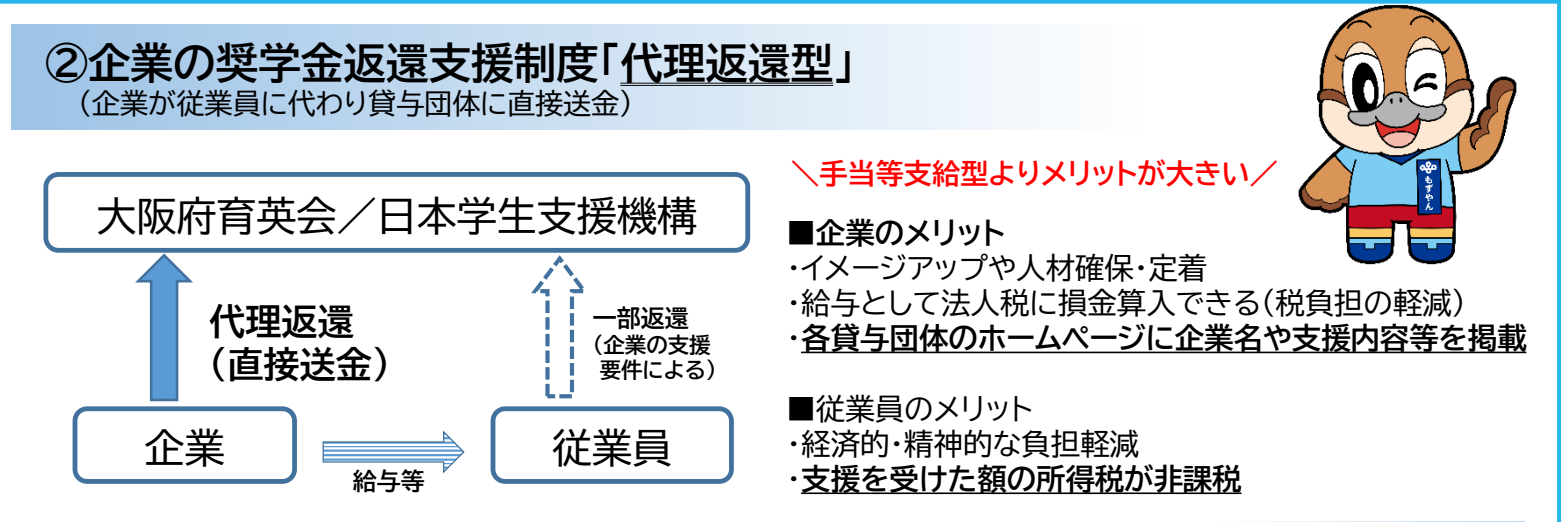 ②企業の奨学金返還支援制度「代理返還型」
（企業が従業員に代わり貸与団体に直接送金）
大阪府育英会／日本学生支援機構
代理返還
（直接送金）
一部返還
（企業の支援
要件による）
企業
給与等
従業員
＼手当等支給型よりメリットが大きい／
■企業のメリット
・イメージアップや人材確保・定着
・給与として法人税に損金算入できる（税負担の軽減）
・各貸与団体のホームページに企業名や支援内容等を掲載
■従業員のメリット
・経済的・精神的な負担軽減
・支援を受けた額の所得税が非課税
もずやん